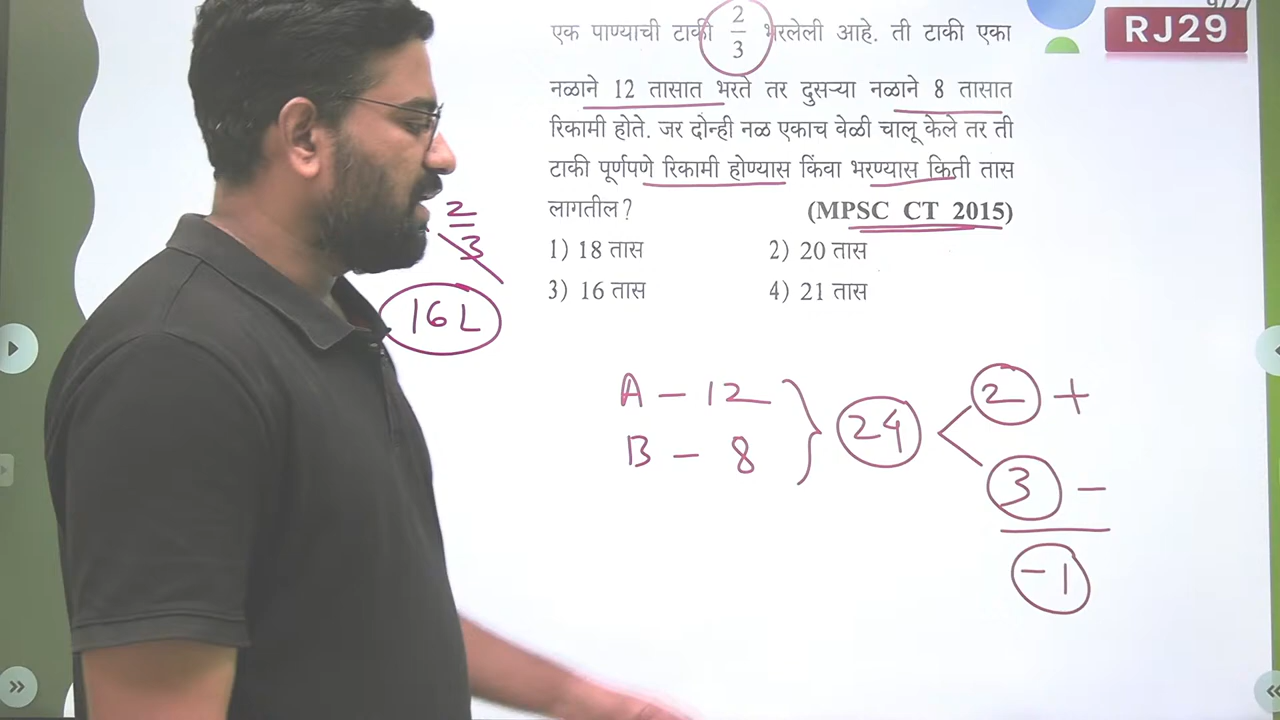 RJ29
एक पाण्याची टाकी 2/3 भरलेली आहे. ती टाकी एका
नळाने 12 तासात भरते तर दुसऱ्या नळाने 8 तासात
रिकामी होते. जर दोन्ही नळ एकाच वेळी चालू केले तर ती
टाकी पूर्णपणे रिकामी होण्यास किंवा भरण्यास किती तास
लागतील ? (MPSC CT 2015)
1) 18 तास 2) 20 तास
3) 16 तास 4) 21 तास
2/3
16L
A – 12
B – 8
24
2 +
3 –
–1